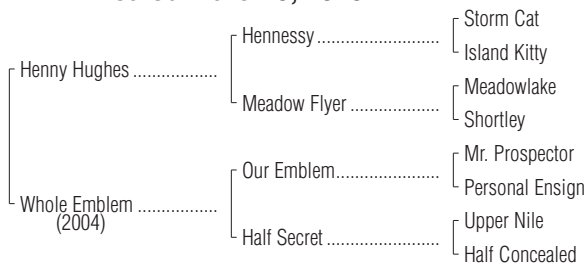 Hennessy ............................
Storm Cat
Island Kitty
Henny Hughes ..................
Meadow Flyer ....................
Meadowlake
Shortley
Our Emblem.......................
Mr. Prospector
Personal Ensign
Whole Emblem .................
(2004)
Half Secret .........................
Upper Nile
Half Concealed